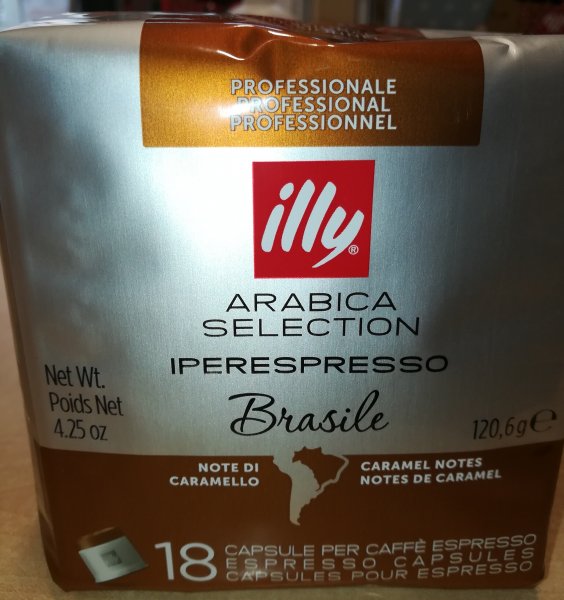 PROFESSIONALE
PROFESSIONAL
PROFESSIONNEL
illy®
ARABICA
SELECTION
IPERESPRESSO
Brasile
Net Wt.
Poids Net
4.25 oz
120,6g ℮
NOTE DI
CARAMELLO
CARAMEL NOTES
NOTES DE CARAMEL
18
CAPSULE PER CAFFÈ ESPRESSO
ESPRESSO CAPSULES
CAPSULES POUR ESPRESSO